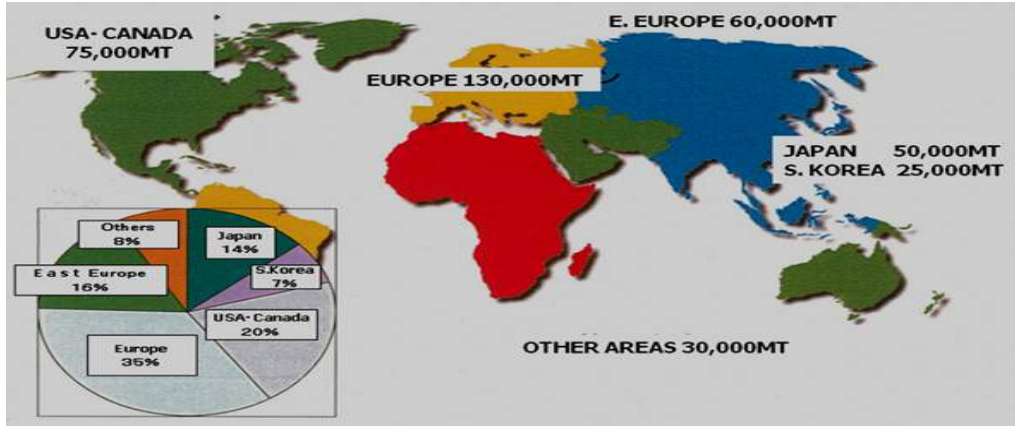 USA- CANADA
75,000MT
E. EUROPE 60,000MT
EUROPE 130,000MT
JAPAN 50,000MT
S. KOREA 25,000MT
OTHER AREAS 30,000MT
Others
8%
Japan
14%
S.Korea
7%
East Europe
16%
USA-Canada
20%
Europe
35%